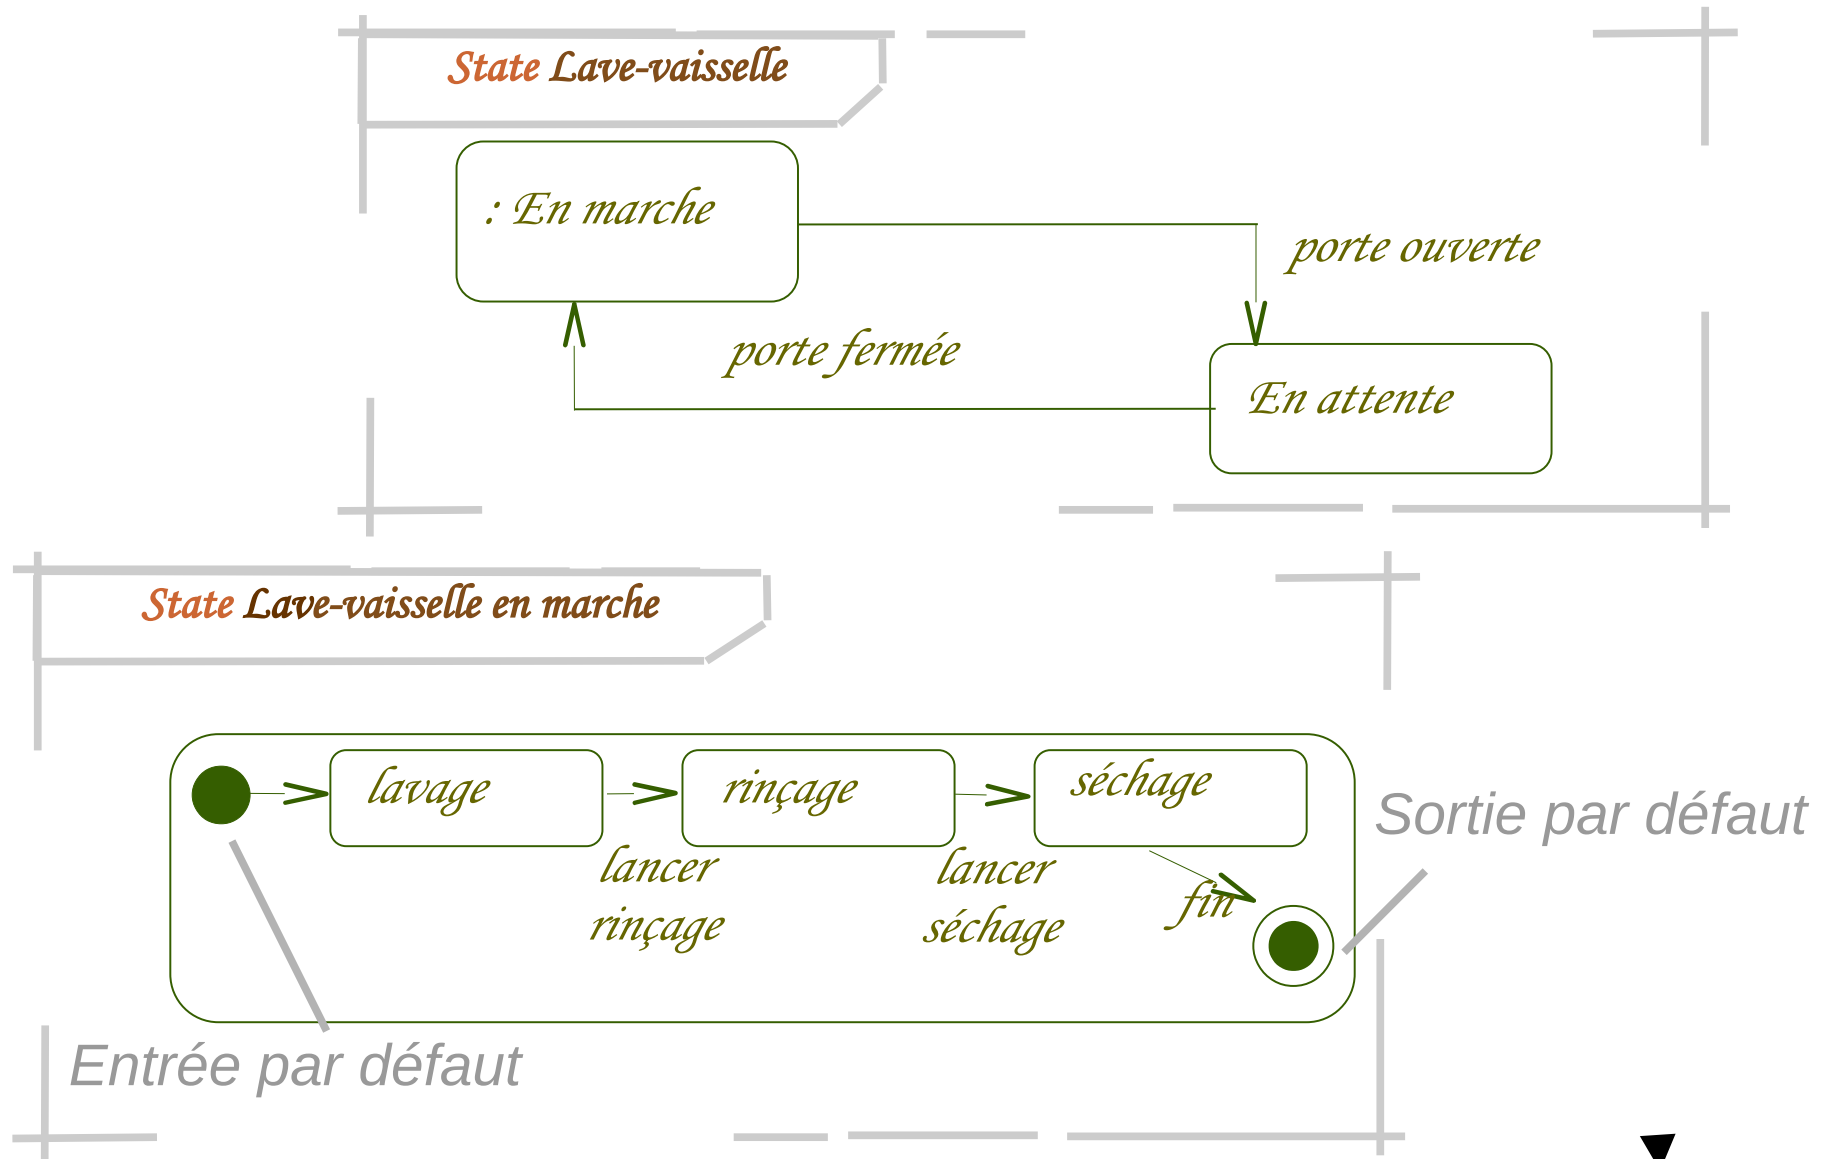 State Lave-vaisselle
: En marche
porte ouverte
porte fermée
En attente
State Lave-vaisselle en marche
lavage
rinçage
séchage
Sortie par défaut
lancer
rinçage
lancer
séchage
fin
Entrée par défaut